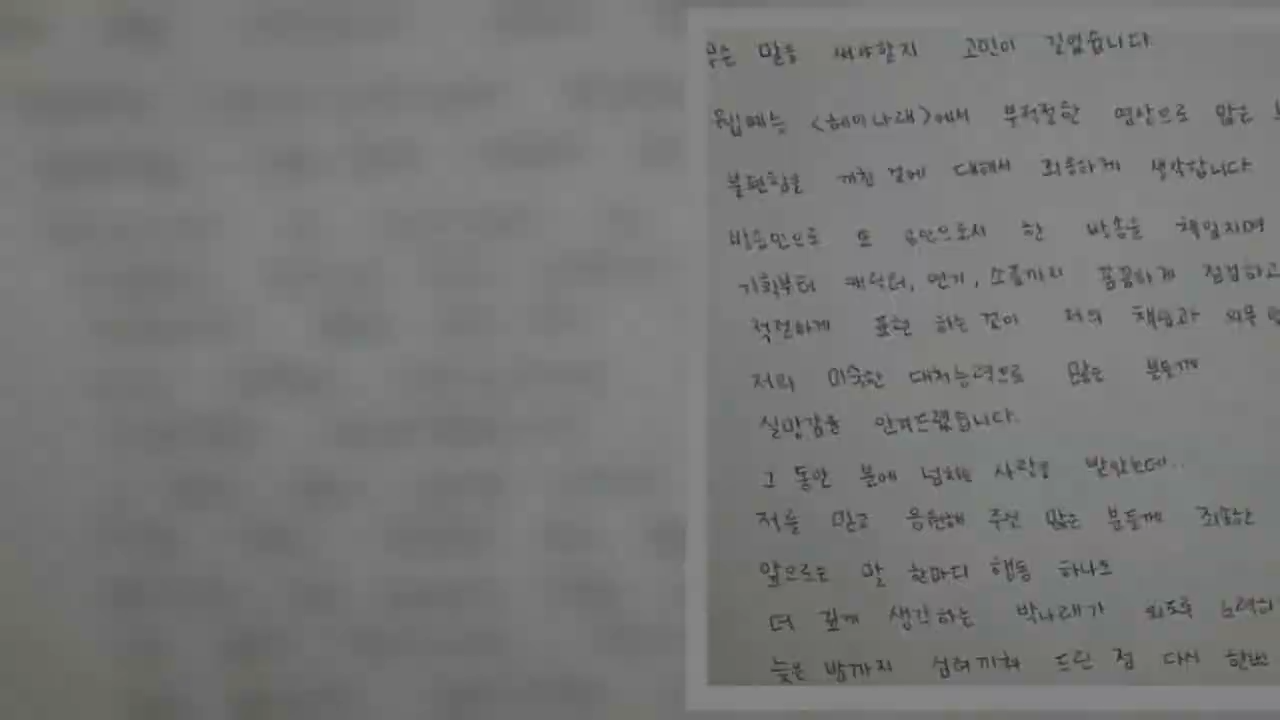 무슨 말을 써야할지 고민이 길었습니다
웹예능 <헤이나래>에서 부적절한 영상으로 많은
불편함을 끼친 것에 대해서 죄송하게 생각합니다
방송인으로 또 공인으로서 한 방송을 책임지며
기획부터 캐릭터, 연기, 소품까지 꼼꼼하게 점검하고
적절하게 표현 하는 것이 저의 책임과 의무
저의 미숙한 대처능력으로 많은 분들께
실망감을 안겨드렸습니다.
그 동안 분에 넘치는 사랑을 받았는데..
저를 믿고 응원해 주신 많은 분들께 죄송한
앞으로는 말 한마디 행동 하나도
더 깊게 생각하는 박나래가 되도록
늦은 밤까지 심려끼쳐 드린 점 다시 한번